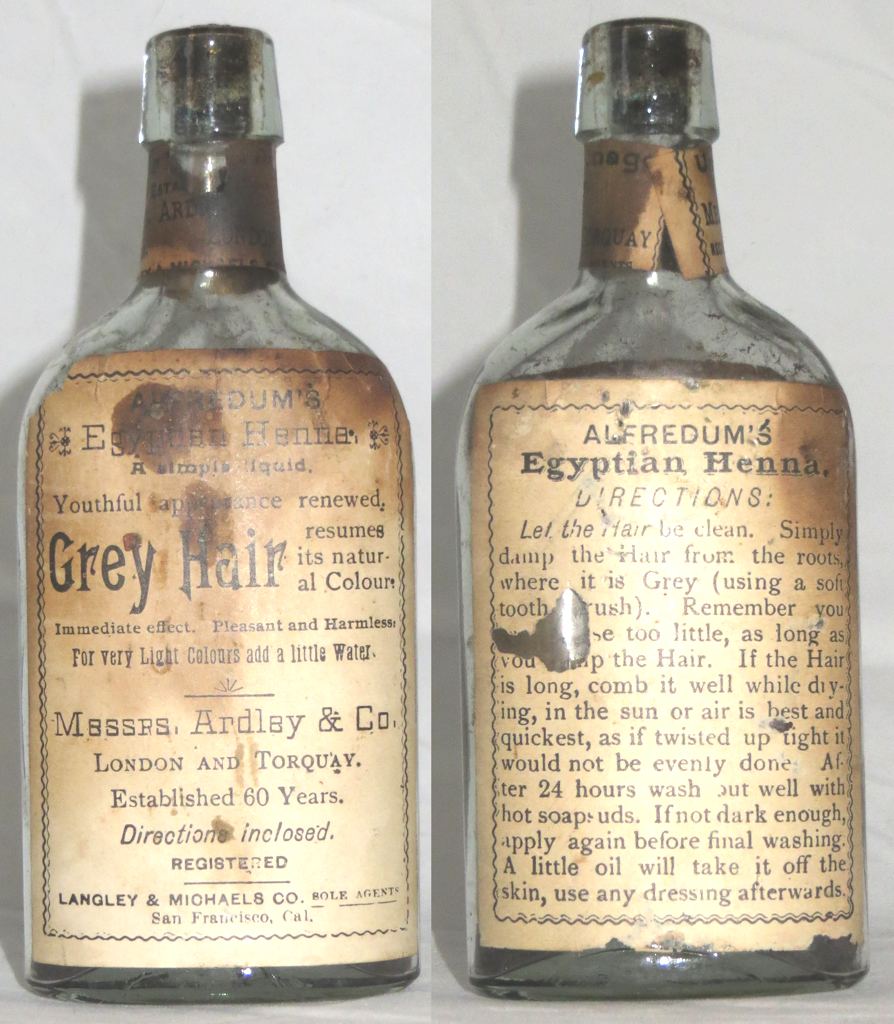 ARD
LONDON
& MICHAELS
ALFREDUM'S
Egyptian Henna.
A simple liquid.
Youthful appearance renewed.
Grey Hair resumes
its natur-
al Colour.
Immediate effect. Pleasant and Harmless.
For very Light Colours add a little Water.
Messrs. Ardley & Co.
LONDON AND TORQUAY.
Established 60 Years.
Directions inclosed.
REGISTERED
LANGLEY & MICHAELS CO. SOLE AGENTS
San Francisco, Cal.
QUAY
ALFREDUM'S
Egyptian Henna.
DIRECTIONS:
Let the Hair be clean. Simply
damp the Hair from the roots,
where it is Grey (using a soft
tooth rush). Remember you
se too little, as long as
you mp the Hair. If the Hair
is long, comb it well while dry-
ing, in the sun or air is best and
quickest, as if twisted up tight it
would not be evenly done. Af-
ter 24 hours wash out well with
hot soapsuds. If not dark enough,
apply again before final washing.
A little oil will take it off the
skin, use any dressing afterwards.